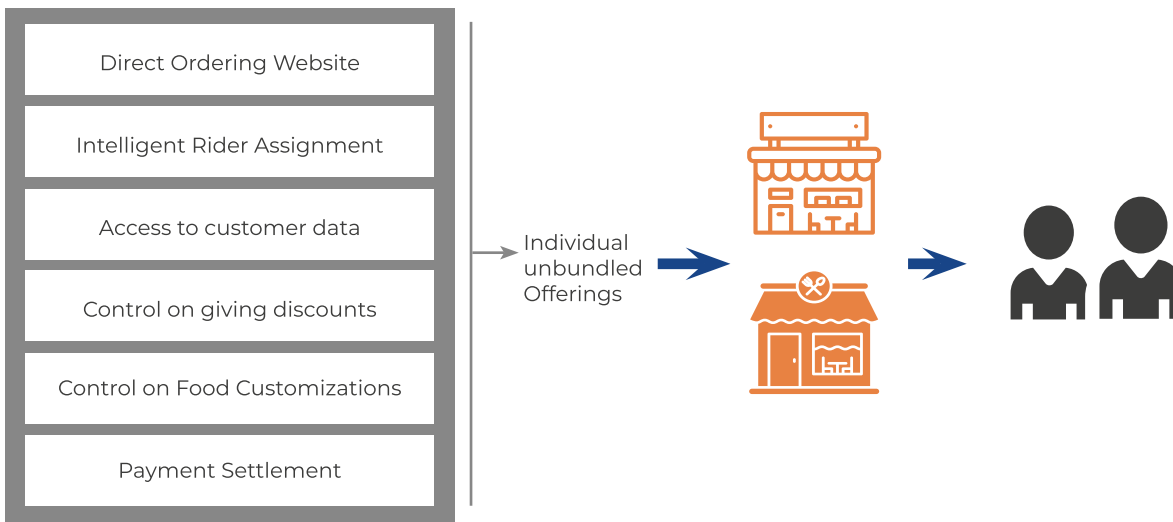 Direct Ordering Website
Intelligent Rider Assignment
Access to customer data
Control on giving discounts
Control on Food Customizations
Payment Settlement
Individual
unbundled
Offerings